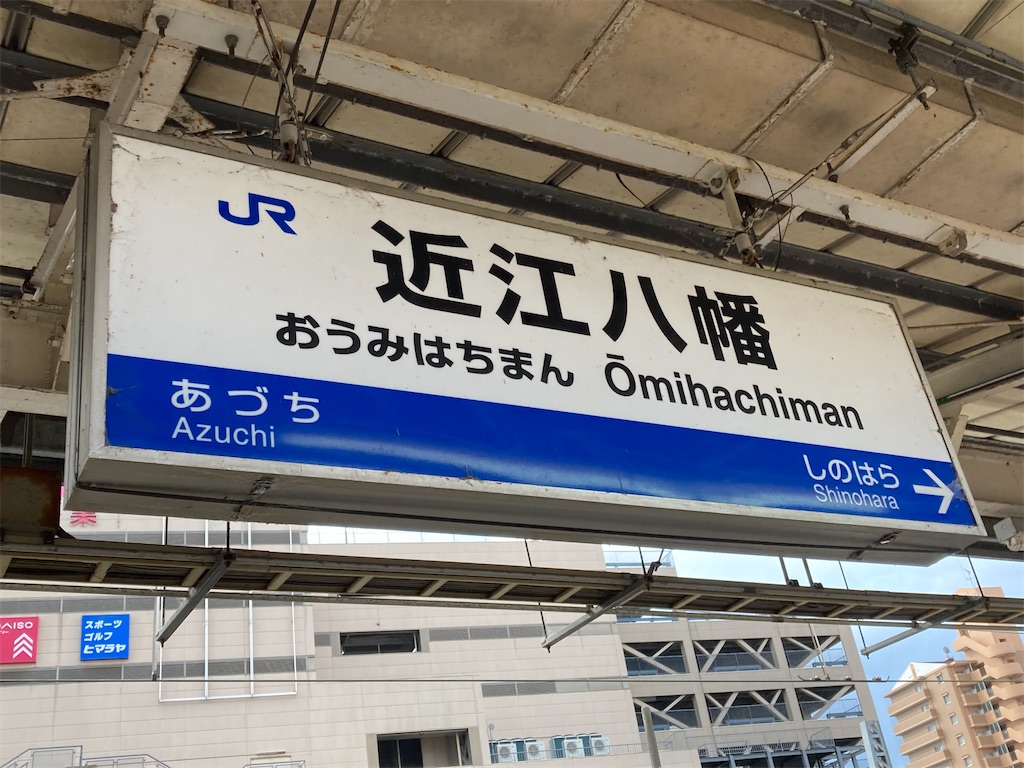 JR
近江八幡
おうみはちまん Ōmihachiman
あづち
Azuchi
しのはら
Shinohara
→
スポーツ
ゴルフ
ヒマラヤ